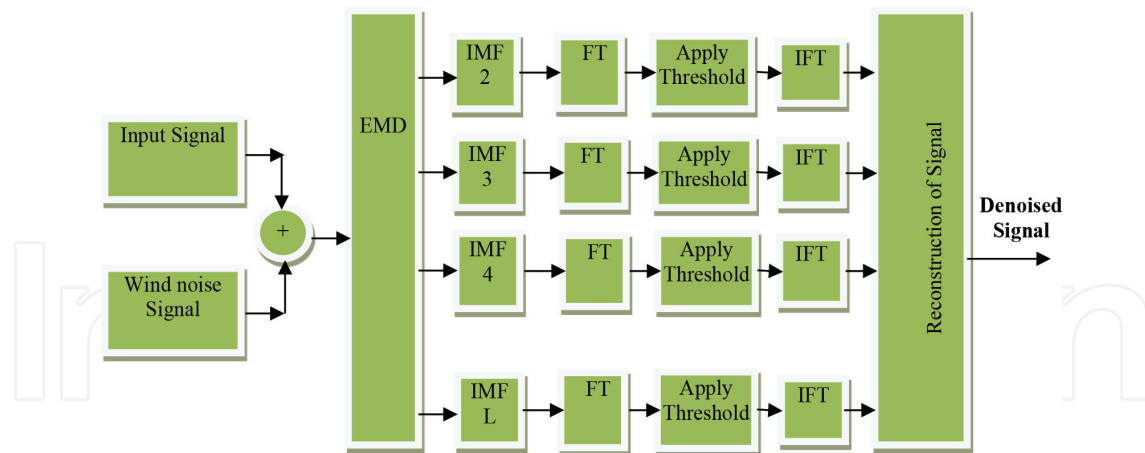 Input Signal
Wind noise
Signal
+
EMD
IMF
2
FT
Apply
Threshold
IFT
IMF
3
FT
Apply
Threshold
IFT
IMF
4
FT
Apply
Threshold
IFT
IMF
L
FT
Apply
Threshold
IFT
Reconstruction of Signal
Denoised
Signal